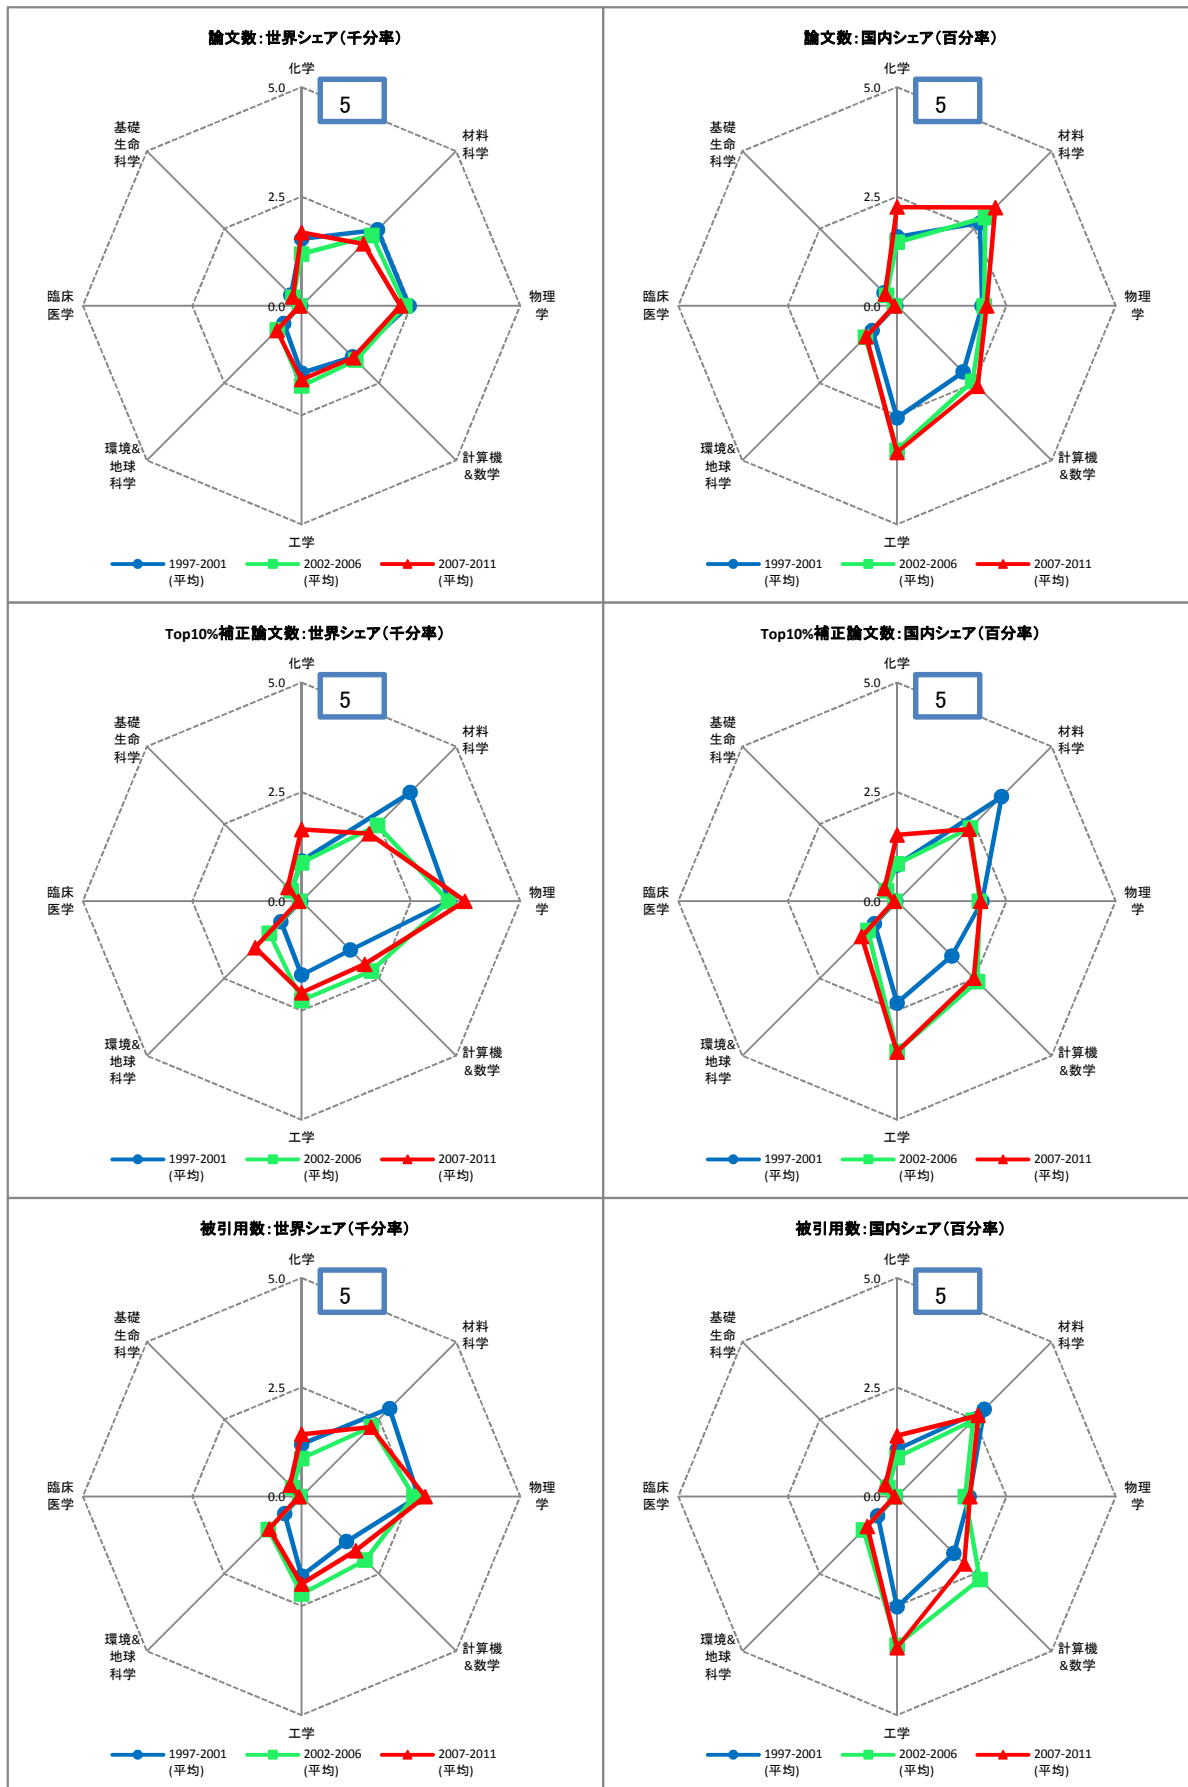 論文数：世界シェア（千分率）
化学
5.0
5
基礎
生命
科学
材料
科学
2.5
臨床
医学
0.0
物理
学
環境&
地球
科学
計算機
&数学
工学
1997-2001
(平均)
2002-2006
(平均)
2007-2011
(平均)
論文数：国内シェア（百分率）
化学
5.0
5
基礎
生命
科学
材料
科学
2.5
臨床
医学
0.0
物理
学
環境&
地球
科学
計算機
&数学
工学
1997-2001
(平均)
2002-2006
(平均)
2007-2011
(平均)
Top10%補正論文数：世界シェア（千分率）
化学
5.0
5
基礎
生命
科学
材料
科学
2.5
臨床
医学
0.0
物理
学
環境&
地球
科学
計算機
&数学
工学
1997-2001
(平均)
2002-2006
(平均)
2007-2011
(平均)
Top10%補正論文数：国内シェア（百分率）
化学
5.0
5
基礎
生命
科学
材料
科学
2.5
臨床
医学
0.0
物理
学
環境&
地球
科学
計算機
&数学
工学
1997-2001
(平均)
2002-2006
(平均)
2007-2011
(平均)
被引用数：世界シェア（千分率）
化学
5.0
5
基礎
生命
科学
材料
科学
2.5
臨床
医学
0.0
物理
学
環境&
地球
科学
計算機
&数学
工学
1997-2001
(平均)
2002-2006
(平均)
2007-2011
(平均)
被引用数：国内シェア（百分率）
化学
5.0
5
基礎
生命
科学
材料
科学
2.5
臨床
医学
0.0
物理
学
環境&
地球
科学
計算機
&数学
工学
1997-2001
(平均)
2002-2006
(平均)
2007-2011
(平均)